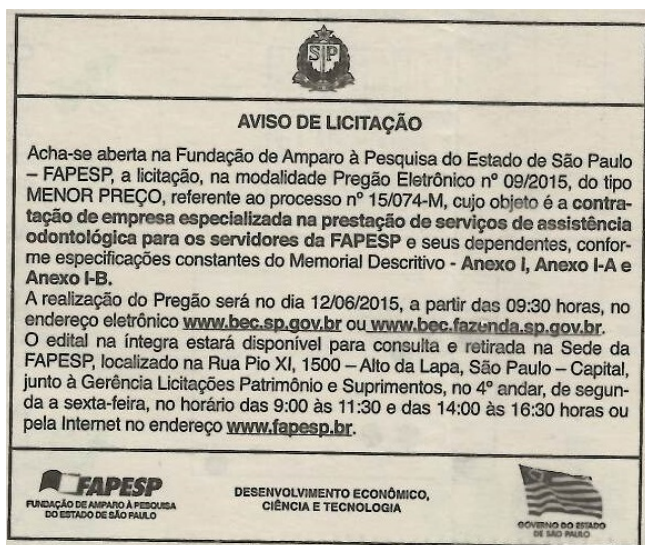 SP
AVISO DE LICITAÇÃO
Acha-se aberta na Fundação de Amparo à Pesquisa do Estado de São Paulo
– FAPESP, a licitação, na modalidade Pregão Eletrônico nº 09/2015, do tipo
MENOR PREÇO, referente ao processo nº 15/074-M, cujo objeto é a contra-
tação de empresa especializada na prestação de serviços de assistência
odontológica para os servidores da FAPESP e seus dependentes, confor-
me especificações constantes do Memorial Descritivo - Anexo I, Anexo I-A e
Anexo I-B.
A realização do Pregão será no dia 12/06/2015, a partir das 09:30 horas, no
endereço eletrônico www.bec.sp.gov.br ou www.bec.fazenda.sp.gov.br.
O edital na íntegra estará disponível para consulta e retirada na Sede da
FAPESP, localizado na Rua Pio XI, 1500 – Alto da Lapa, São Paulo – Capital,
junto à Gerência Licitações Patrimônio e Suprimentos, no 4º andar, de segun-
da a sexta-feira, no horário das 9:00 às 11:30 e das 14:00 às 16:30 horas ou
pela Internet no endereço www.fapesp.br.
FAPESP
FUNDAÇÃO DE AMPARO À PESQUISA
DO ESTADO DE SÃO PAULO
DESENVOLVIMENTO ECONÔMICO,
CIÊNCIA E TECNOLOGIA
GOVERNO DO ESTADO
DE SÃO PAULO